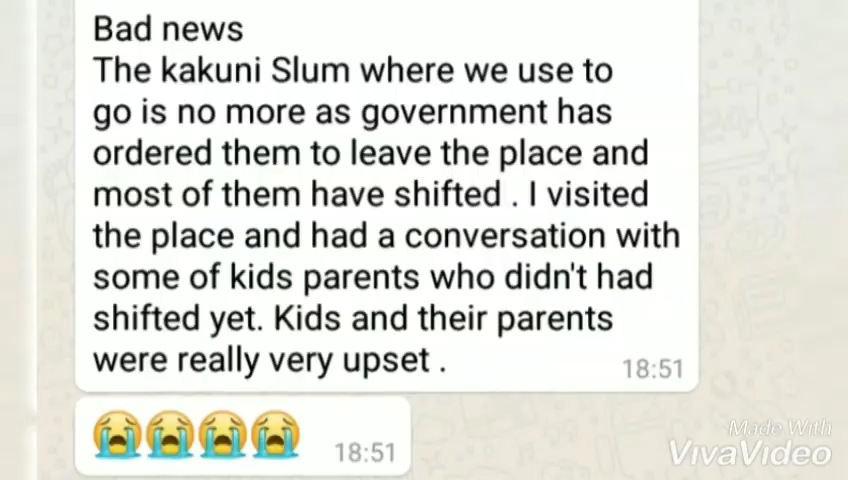 Bad news
The kakuni Slum where we use to
go is no more as government has
ordered them to leave the place and
most of them have shifted . I visited
the place and had a conversation with
some of kids parents who didn't had
shifted yet. Kids and their parents
were really very upset .
18:51
😭😭😭😭
18:51
Made With
VivaVideo